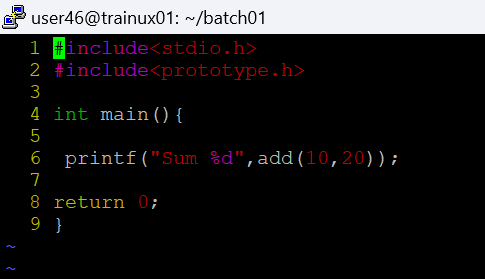 user46@trainux01: ~/batch01
1 #include<stdio.h>
2 #include<prototype.h>
3
4 int main(){
5
6  printf("Sum %d",add(10,20));
7
8 return 0;
9 }
~
~